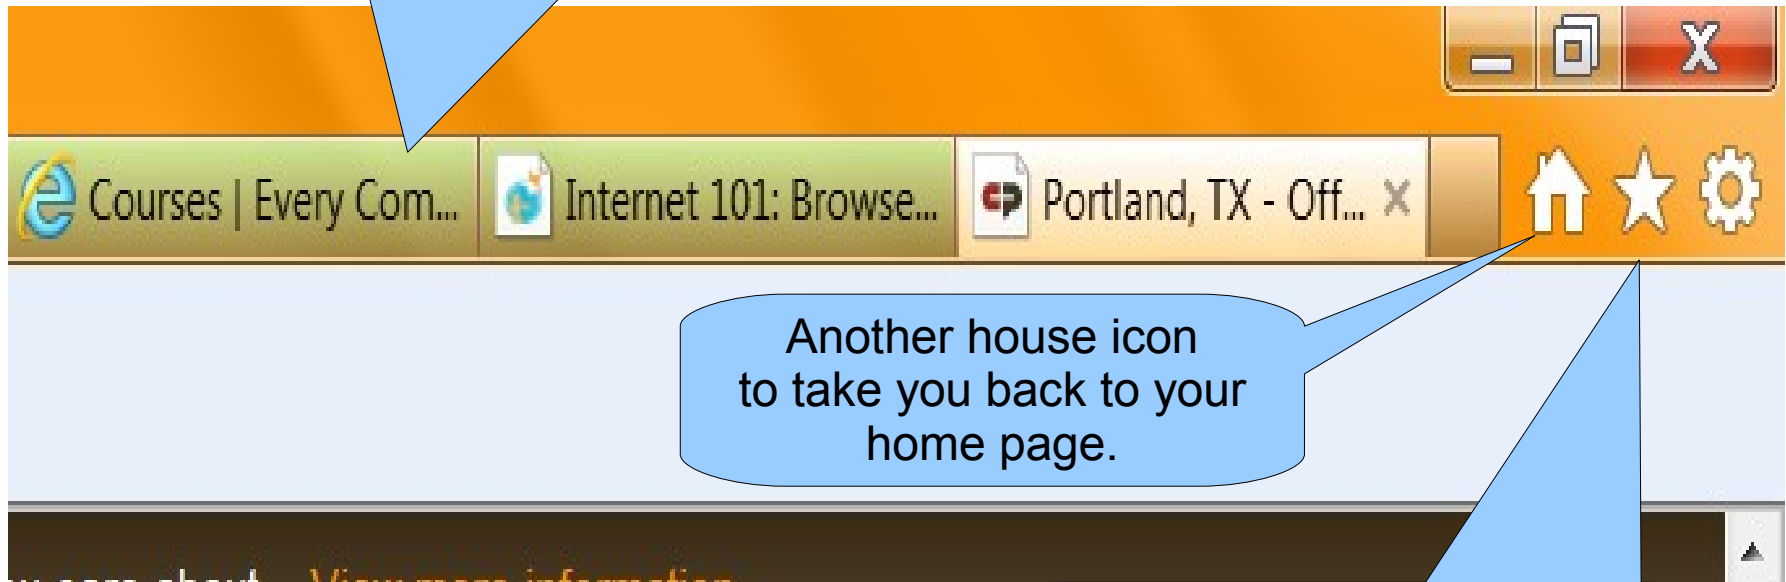 Courses | Every Com...
Internet 101: Browse...
Portland, TX - Off...
Another house icon
to take you back to your
home page.
View more information